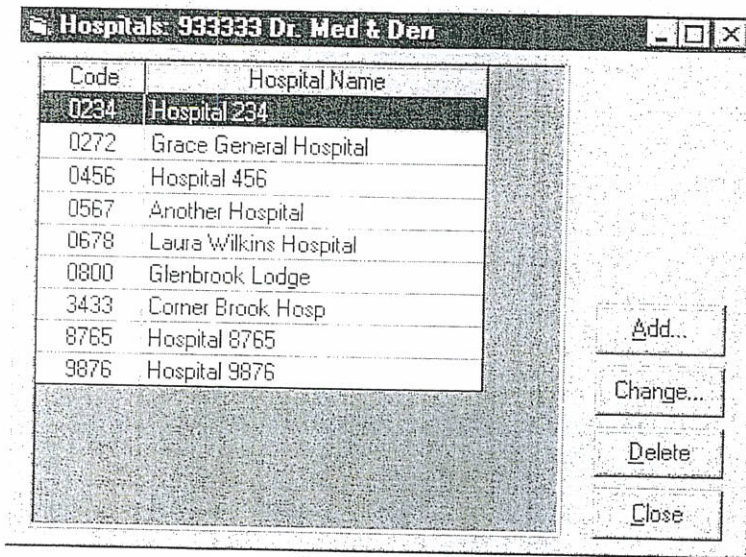 Hospitals: 933333 Dr. Med & Den
Code Hospital Name
0234 Hospital 234
0272 Grace General Hospital
0456 Hospital 456
0567 Another Hospital
0678 Laura Wilkins Hospital
0800 Glenbrook Lodge
3433 Corner Brook Hosp
8765 Hospital 8765
9876 Hospital 9876
Add...
Change...
Delete
Close